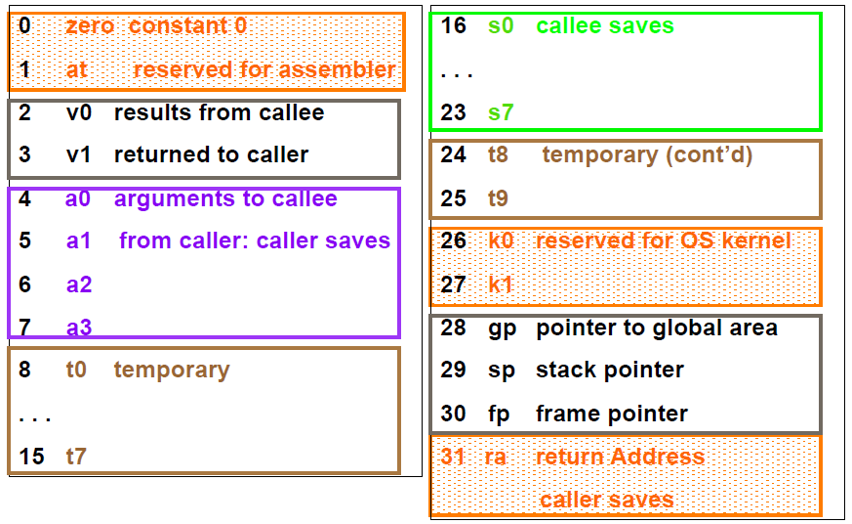 0 zero constant 0
1 at reserved for assembler
2 v0 results from callee
3 v1 returned to caller
4 a0 arguments to callee
5 a1 from caller: caller saves
6 a2
7 a3
8 t0 temporary
. . .
15 t7
16 s0 callee saves
. . .
23 s7
24 t8 temporary (cont’d)
25 t9
26 k0 reserved for OS kernel
27 k1
28 gp pointer to global area
29 sp stack pointer
30 fp frame pointer
31 ra return Address
caller saves